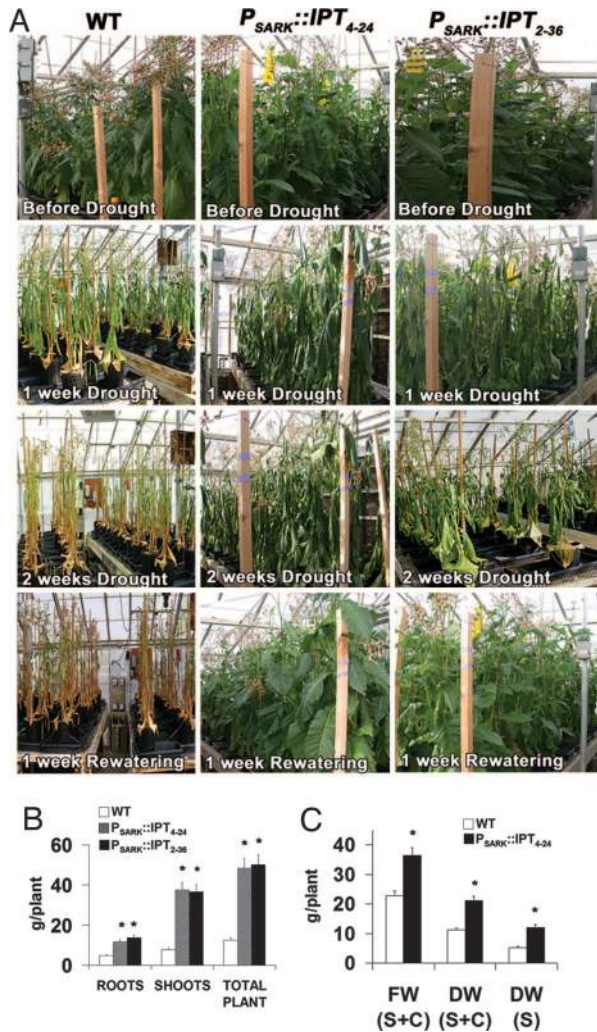 A
WT
PSARK::IPT4-24
PSARK::IPT2-36
Before Drought
Before Drought
Before Drought
1 week Drought
1 week Drought
1 week Drought
2 weeks Drought
2 weeks Drought
2 weeks Drought
1 week Rewatering
1 week Rewatering
1 week Rewatering
B
WT
PSARK::IPT4-24
PSARK::IPT2-36
g/plant
60
40
20
0
* * * * * *
ROOTS SHOOTS TOTAL PLANT
C
WT
PSARK::IPT4-24
g/plant
40
30
20
10
0
* * *
FW (S+C) DW (S+C) DW (S)